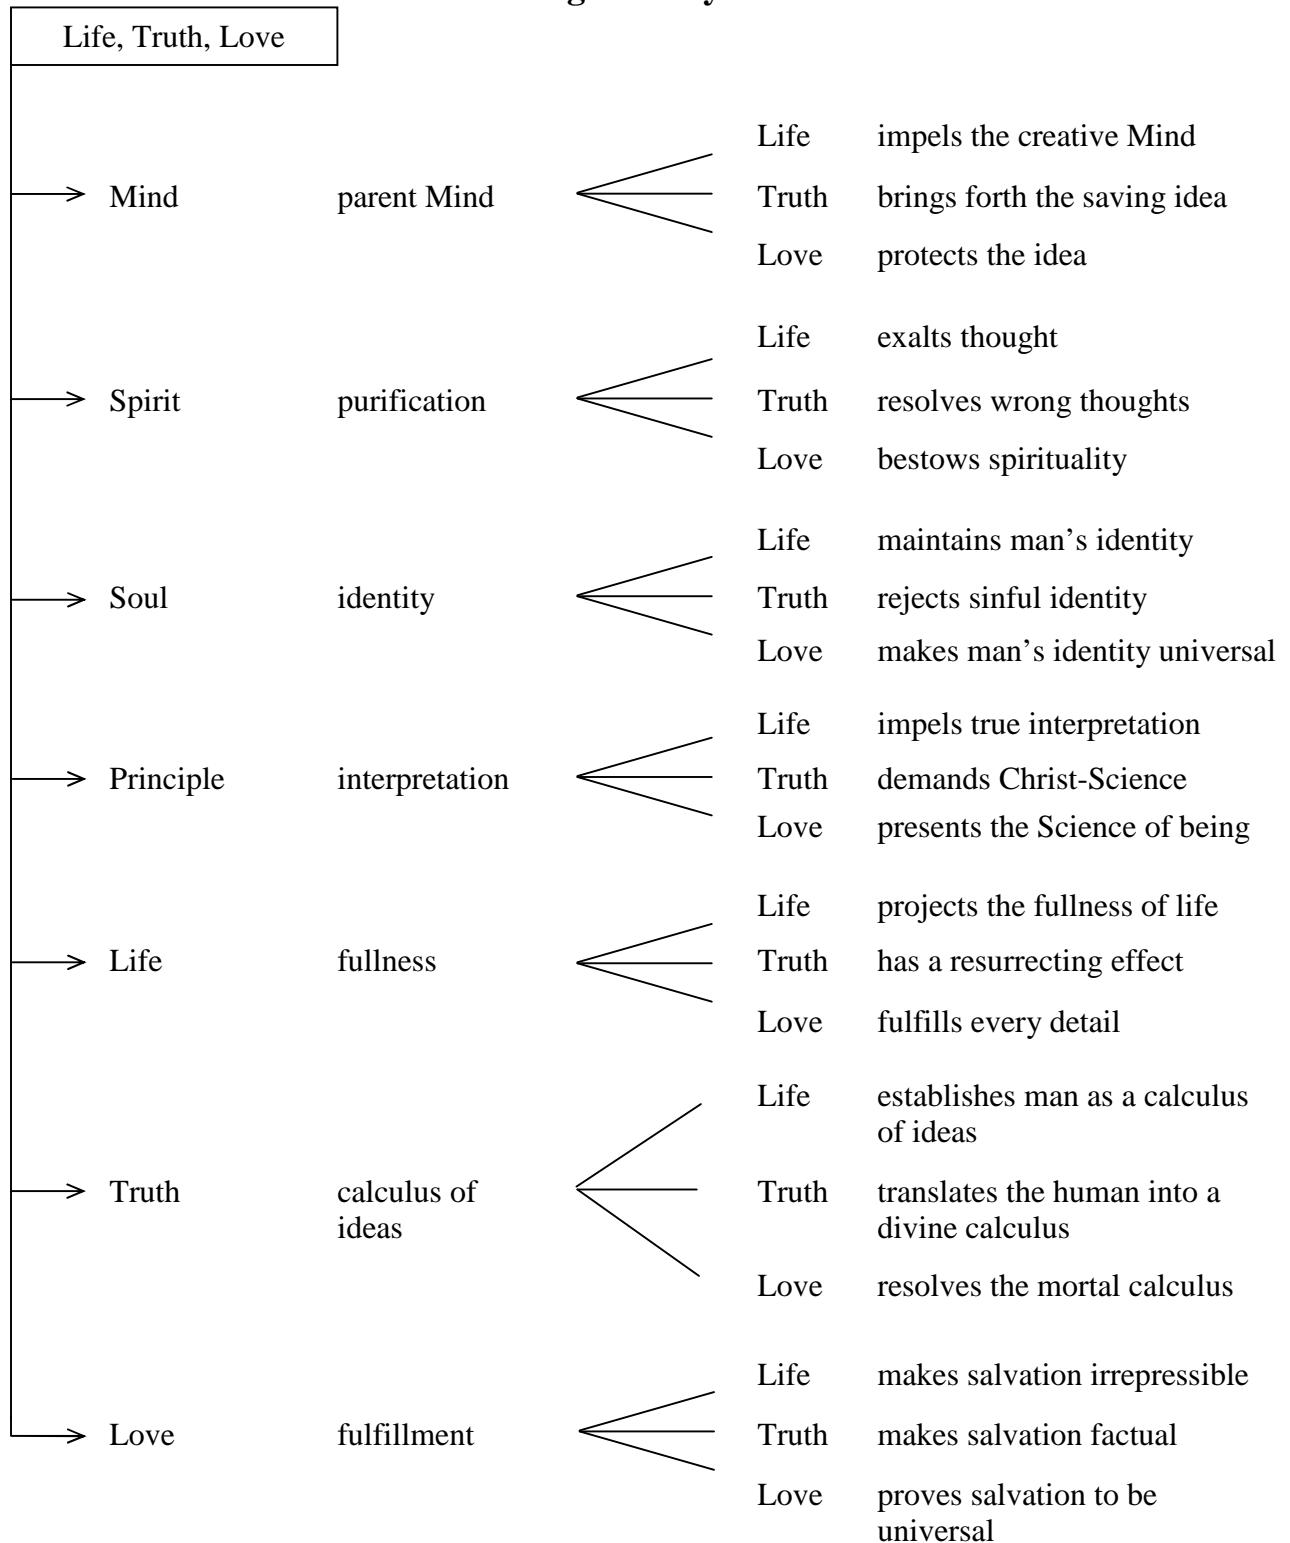 Life, Truth, Love
Life impels the creative Mind
Mind parent Mind Truth brings forth the saving idea
Love protects the idea
Life exalts thought
Spirit purification Truth resolves wrong thoughts
Love bestows spirituality
Life maintains man’s identity
Soul identity Truth rejects sinful identity
Love makes man’s identity universal
Life impels true interpretation
Principle interpretation Truth demands Christ-Science
Love presents the Science of being
Life projects the fullness of life
Life fullness Truth has a resurrecting effect
Love fulfills every detail
Life establishes man as a calculus
of ideas
Truth calculus of Truth translates the human into a
ideas divine calculus
Love resolves the mortal calculus
Life makes salvation irrepressible
Love fulfillment Truth makes salvation factual
Love proves salvation to be
universal